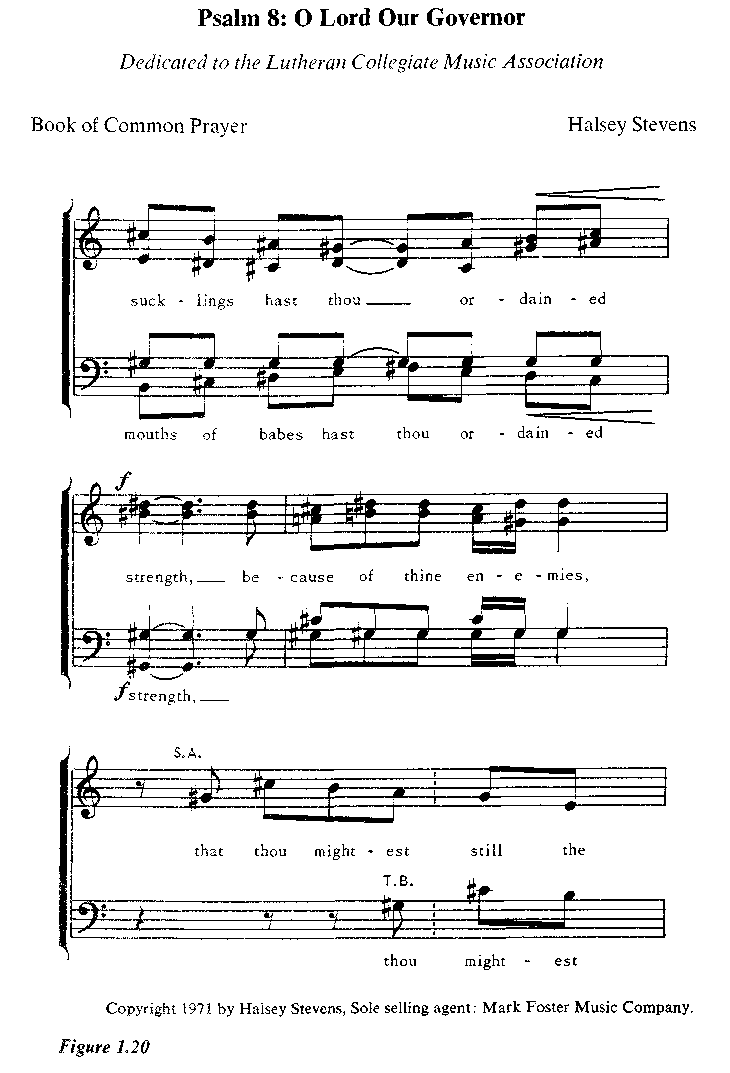 Psalm 8: O Lord Our Governor
Dedicated to the Lutheran Collegiate Music Association
Book of Common Prayer Halsey Stevens
suck - lings hast thou ___ or - dain - ed
mouths of babes hast thou or - dain - ed
f
strength, ___ be - cause of thine en - e - mies,
f strength, ___
S.A.
that thou might - est still the
T.B.
thou might - est
Copyright 1971 by Halsey Stevens, Sole selling agent: Mark Foster Music Company.
Figure 1.20